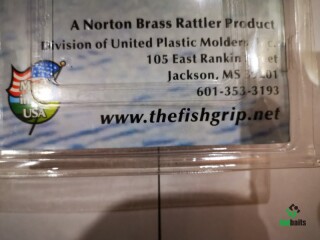 A Norton Brass Rattler Product
Division of United Plastic Molders
105 East Rankin
Jackson, MS
601-353-3193
USA
www.thefishgrip.net
baits